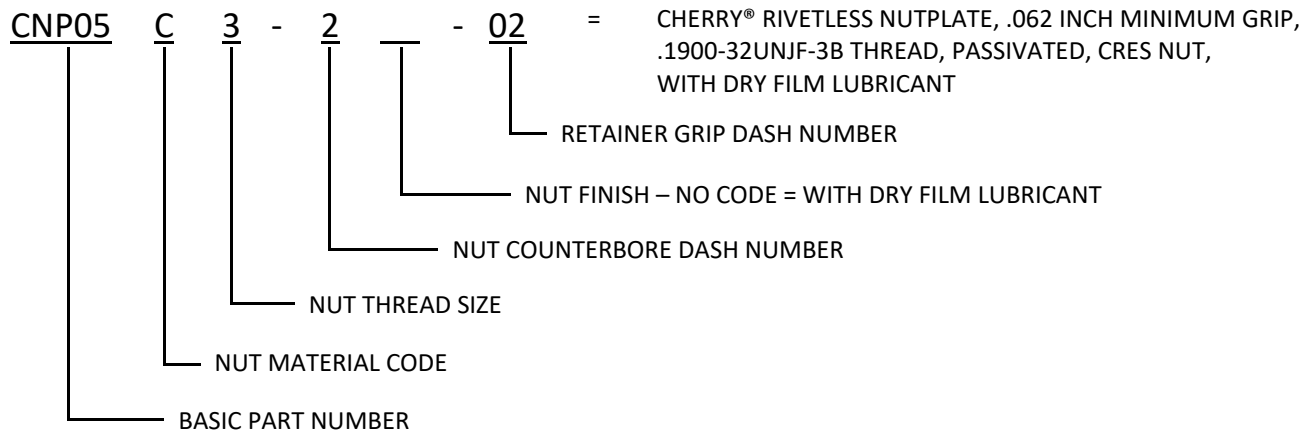 CNP05 C 3 - 2 __ - 02 = CHERRY® RIVETLESS NUTPLATE, .062 INCH MINIMUM GRIP,
.1900-32UNJF-3B THREAD, PASSIVATED, CRES NUT,
WITH DRY FILM LUBRICANT
RETAINER GRIP DASH NUMBER
NUT FINISH – NO CODE = WITH DRY FILM LUBRICANT
NUT COUNTERBORE DASH NUMBER
NUT THREAD SIZE
NUT MATERIAL CODE
BASIC PART NUMBER